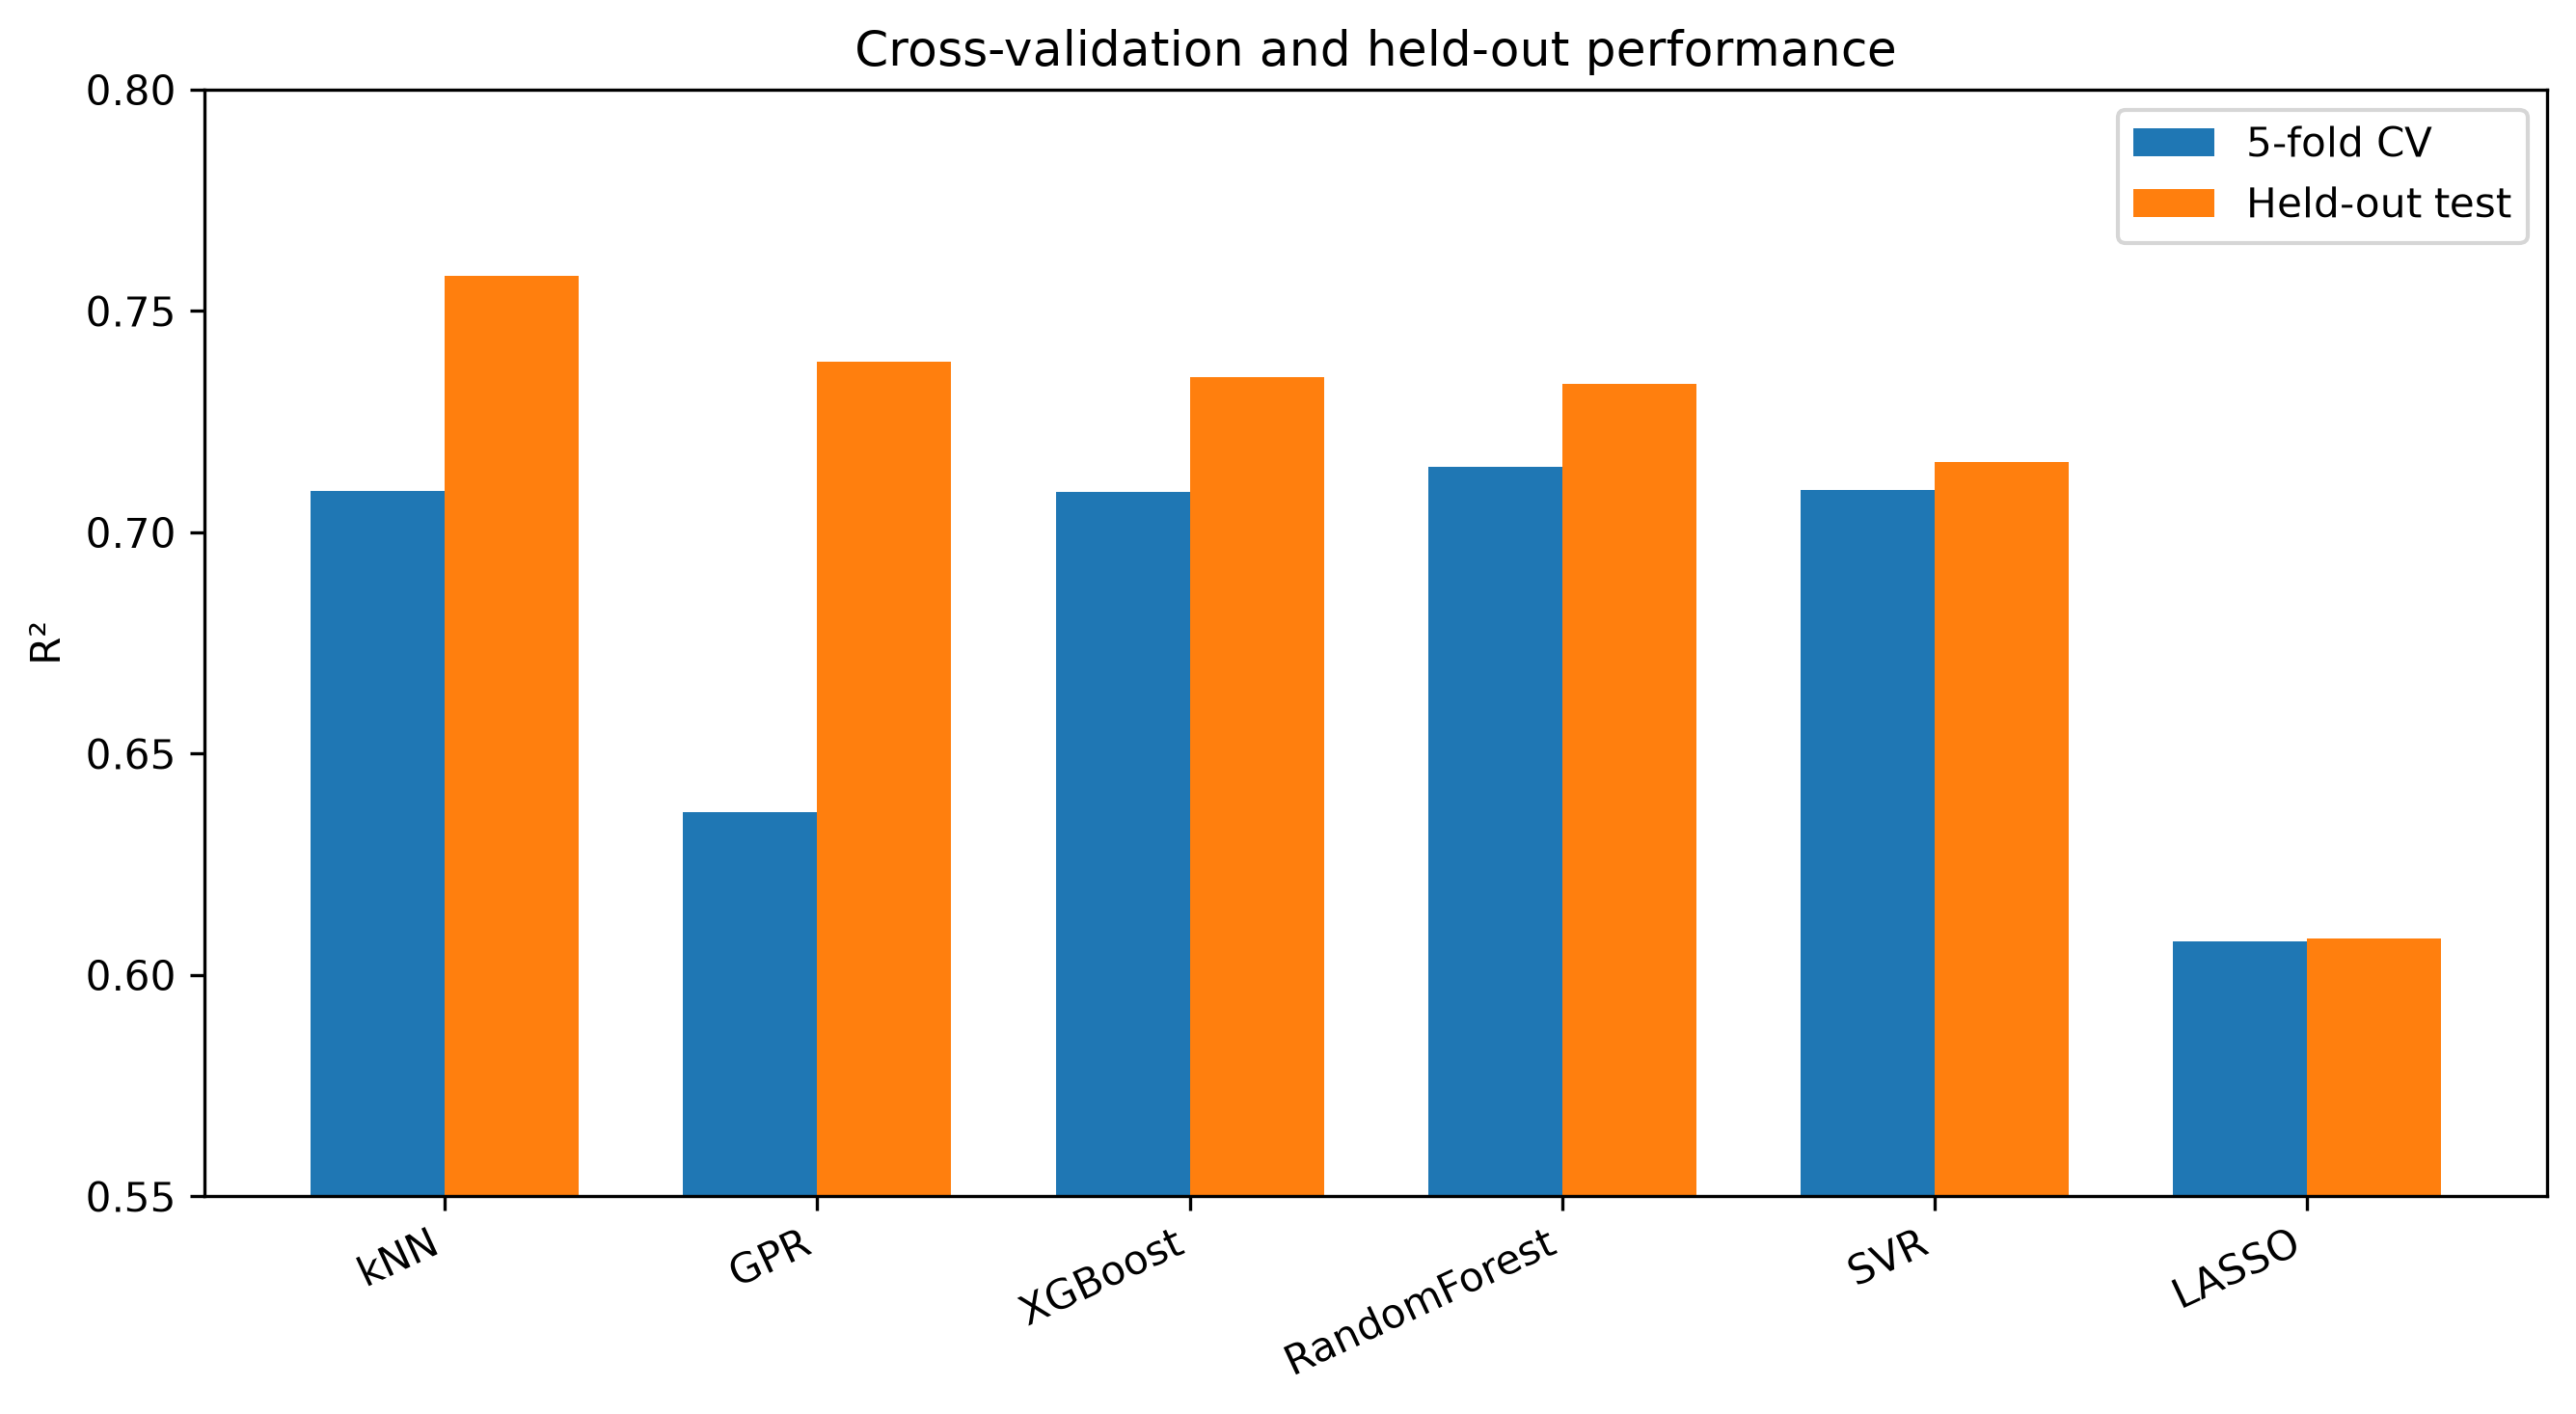 Cross-validation and held-out performance
5-fold CV
Held-out test
R²
0.80
0.75
0.70
0.65
0.60
0.55
kNN
GPR
XGBoost
RandomForest
SVR
LASSO